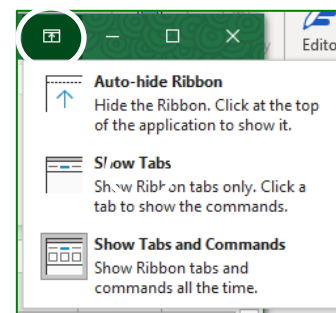 Edito
Auto-hide Ribbon
Hide the Ribbon. Click at the top
of the application to show it.
Show Tabs
Show Ribbon tabs only. Click a
tab to show the commands.
Show Tabs and Commands
Show Ribbon tabs and
commands all the time.